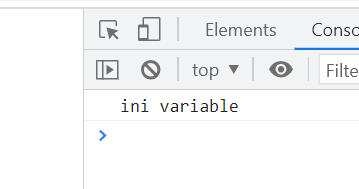 Elements Conso
top ▼ Filte
ini variable
>